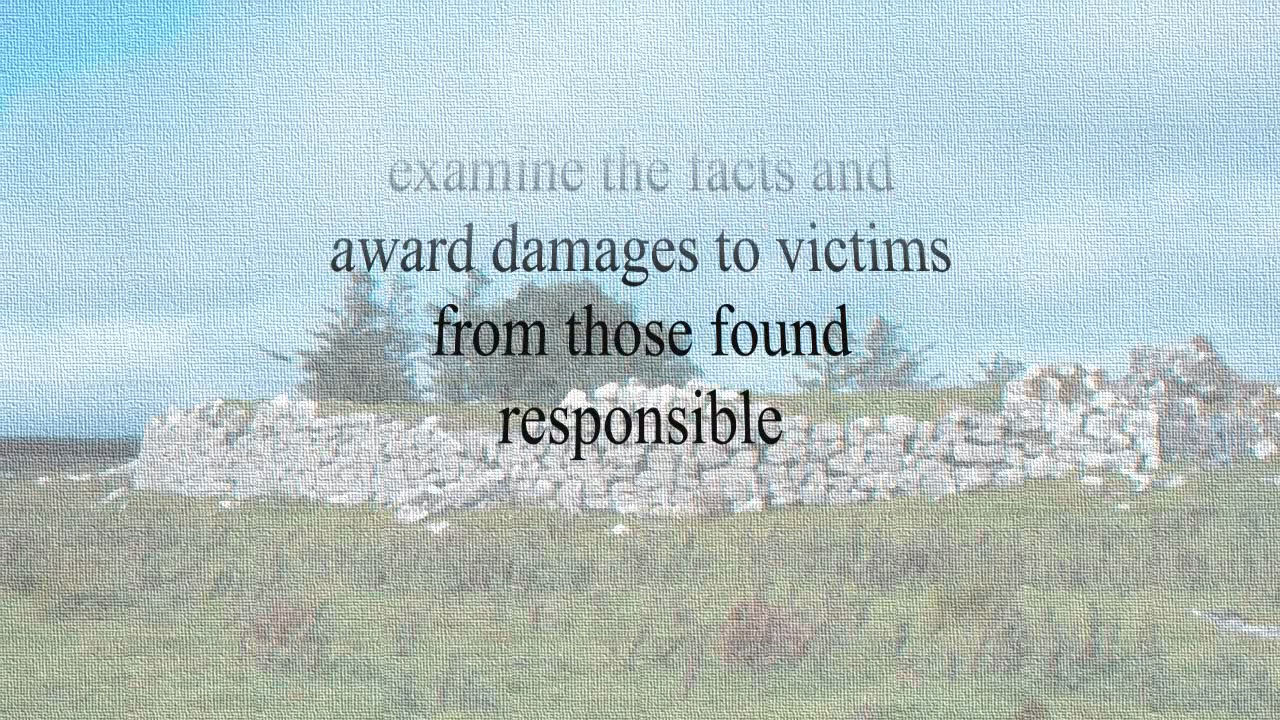 examine the facts and
award damages to victims
from those found
responsible